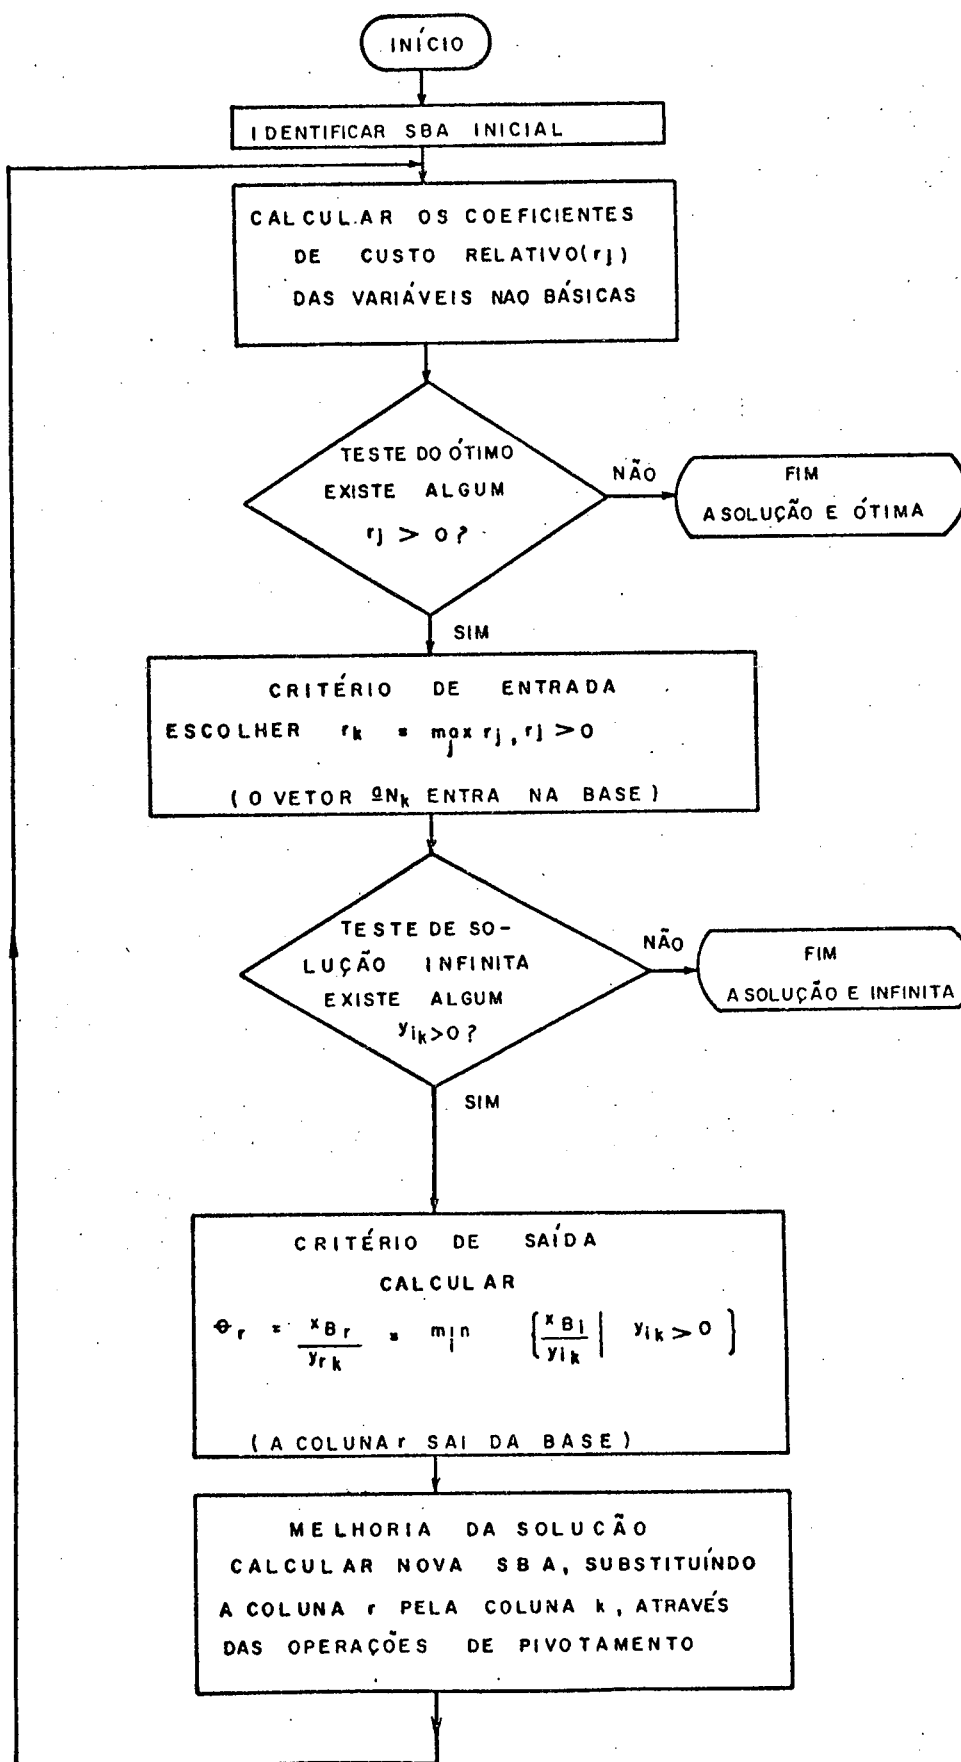 INÍCIO
IDENTIFICAR SBA INICIAL
CALCULAR OS COEFICIENTES
DE CUSTO RELATIVO(rj)
DAS VARIÁVEIS NAO BÁSICAS
TESTE DO ÓTIMO
EXISTE ALGUM
rj > 0?
NÃO
FIM
A SOLUÇÃO E ÓTIMA
SIM
CRITÉRIO DE ENTRADA
ESCOLHER rk = max rj, rj > 0
j
(O VETOR aNk ENTRA NA BASE)
TESTE DE SO-
LUÇÃO INFINITA
EXISTE ALGUM
yik>0?
NÃO
FIM
A SOLUÇÃO E INFINITA
SIM
CRITÉRIO DE SAÍDA
CALCULAR
θr = xBr / yrk = min i { xBi / yik | yik > 0 }
(A COLUNA r SAI DA BASE)
MELHORIA DA SOLUCÃO
CALCULAR NOVA SBA, SUBSTITUÍNDO
A COLUNA r PELA COLUNA k, ATRAVÉS
DAS OPERAÇÕES DE PIVOTAMENTO